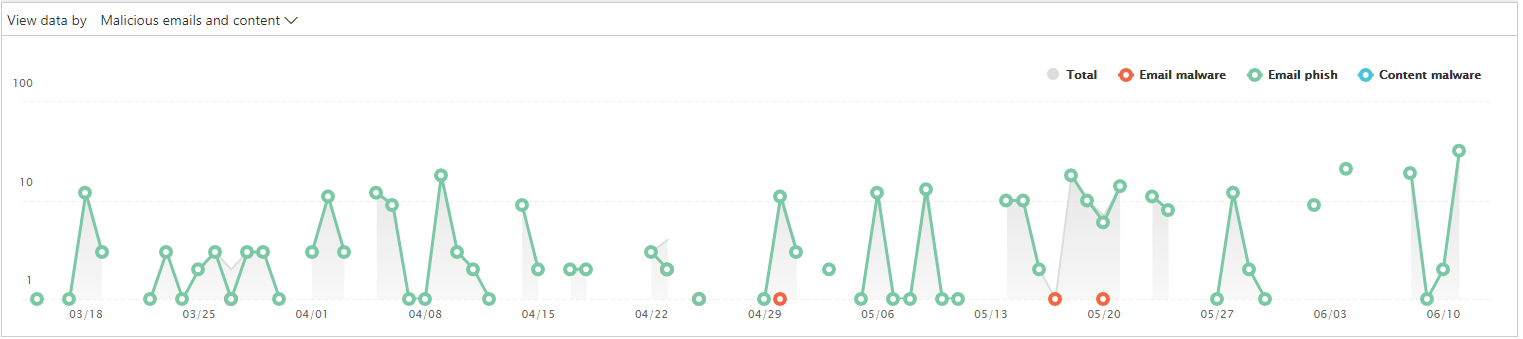 View data by Malicious emails and content
Total Email malware Email phish Content malware
100
10
1
03/18 03/25 04/01 04/08 04/15 04/22 04/29 05/06 05/13 05/20 05/27 06/03 06/10